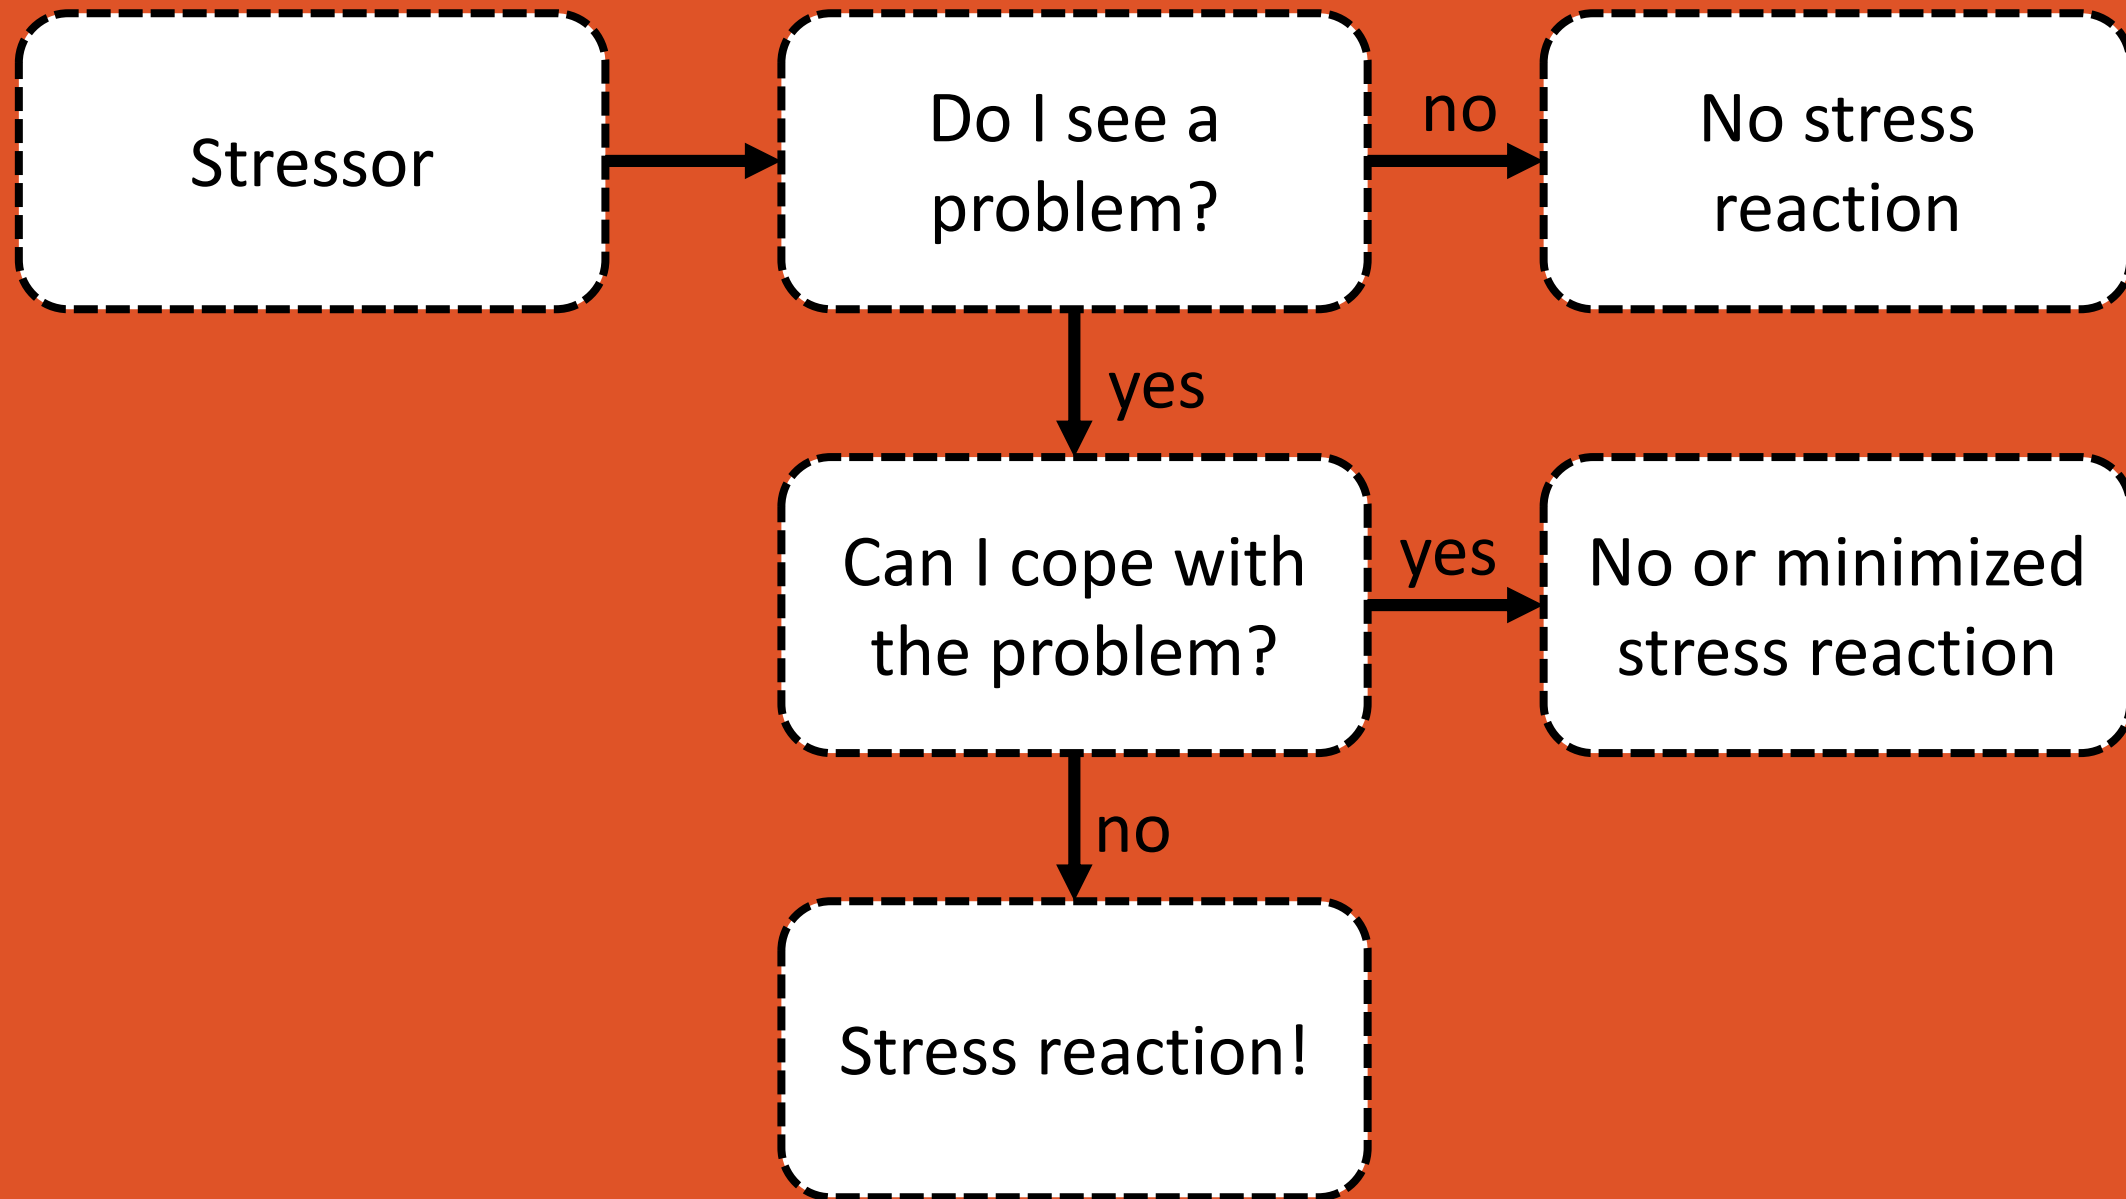 Stressor
Do I see a
problem?
no
No stress
reaction
yes
Can I cope with
the problem?
yes
No or minimized
stress reaction
no
Stress reaction!